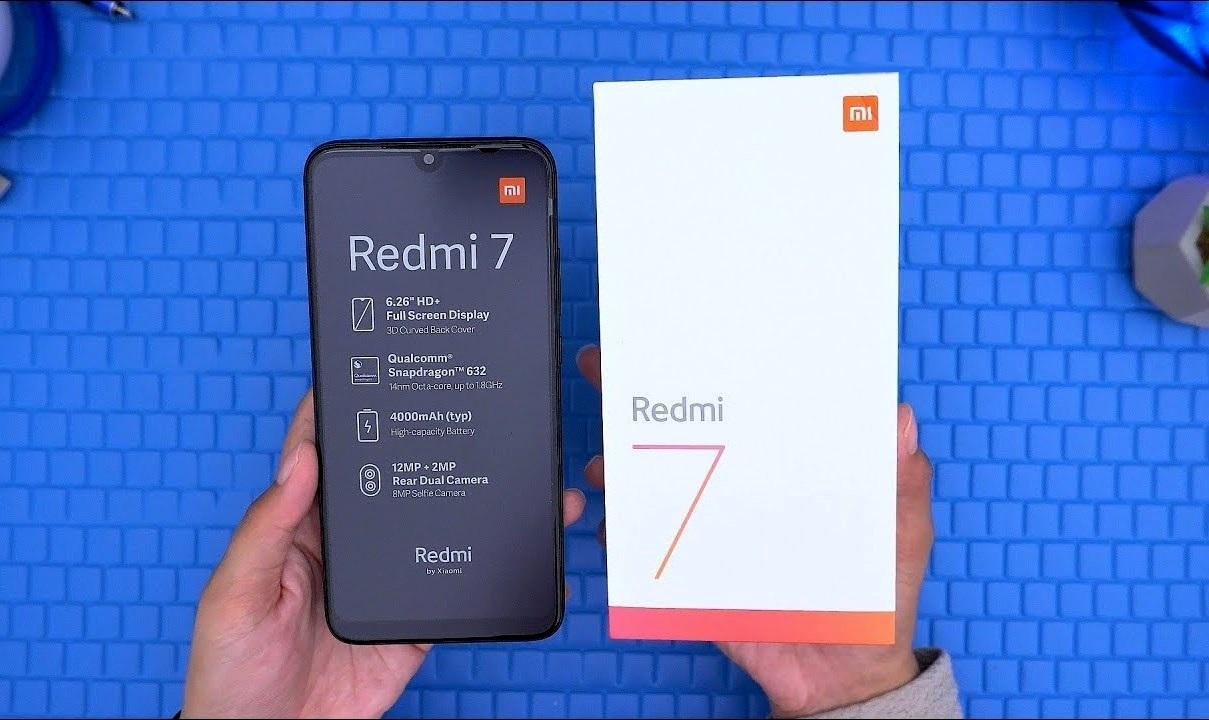 mi
Redmi 7
6.26" HD+
Full Screen Display
3D Curved Back Cover
Qualcomm®
Snapdragon™ 632
14nm Octa-core, up to 1.8GHz
4000mAh (typ)
High-capacity Battery
12MP + 2MP
Rear Dual Camera
8MP Selfie Camera
Redmi
by Xiaomi
mi
Redmi
7